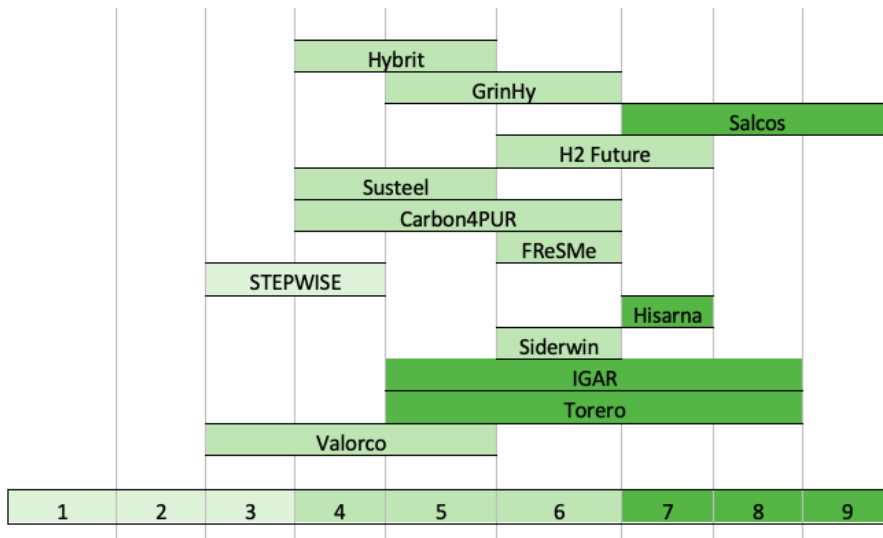 Hybrit
GrinHy
Salcos
H2 Future
Susteel
Carbon4PUR
FReSMe
STEPWISE
Hisarna
Siderwin
IGAR
Torero
Valorco
1 2 3 4 5 6 7 8 9